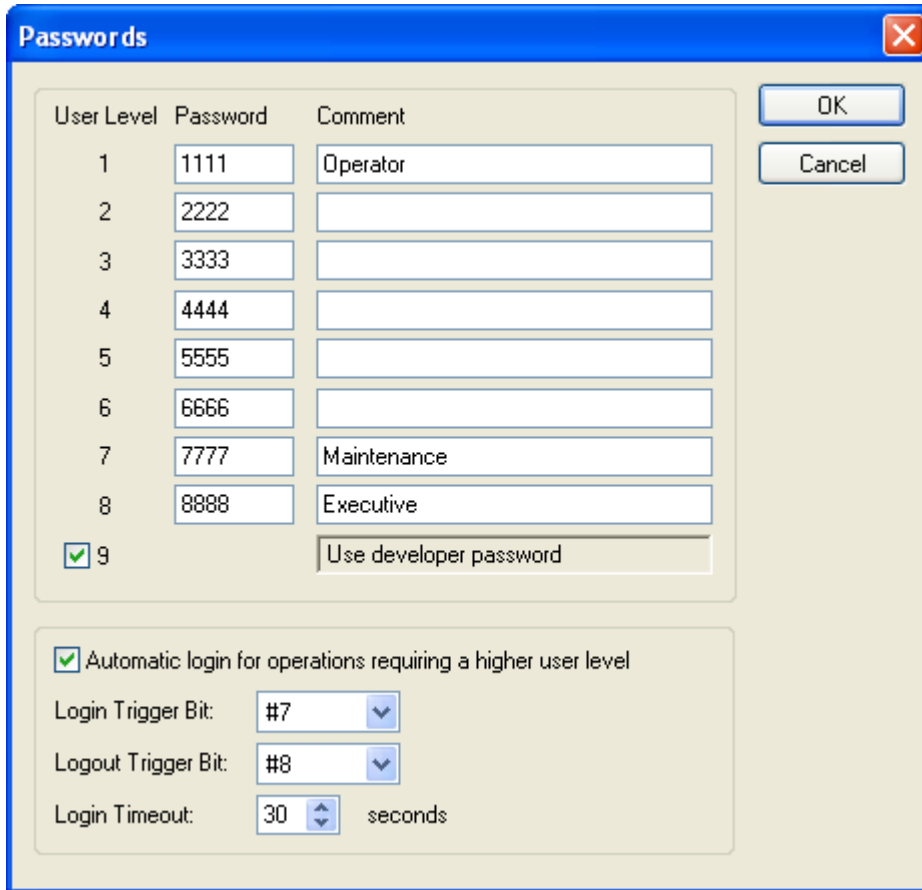 Passwords
User Level Password Comment
1 1111 Operator
2 2222
3 3333
4 4444
5 5555
6 6666
7 7777 Maintenance
8 8888 Executive
9 Use developer password
OK
Cancel
Automatic login for operations requiring a higher user level
Login Trigger Bit: #7
Logout Trigger Bit: #8
Login Timeout: 30 seconds